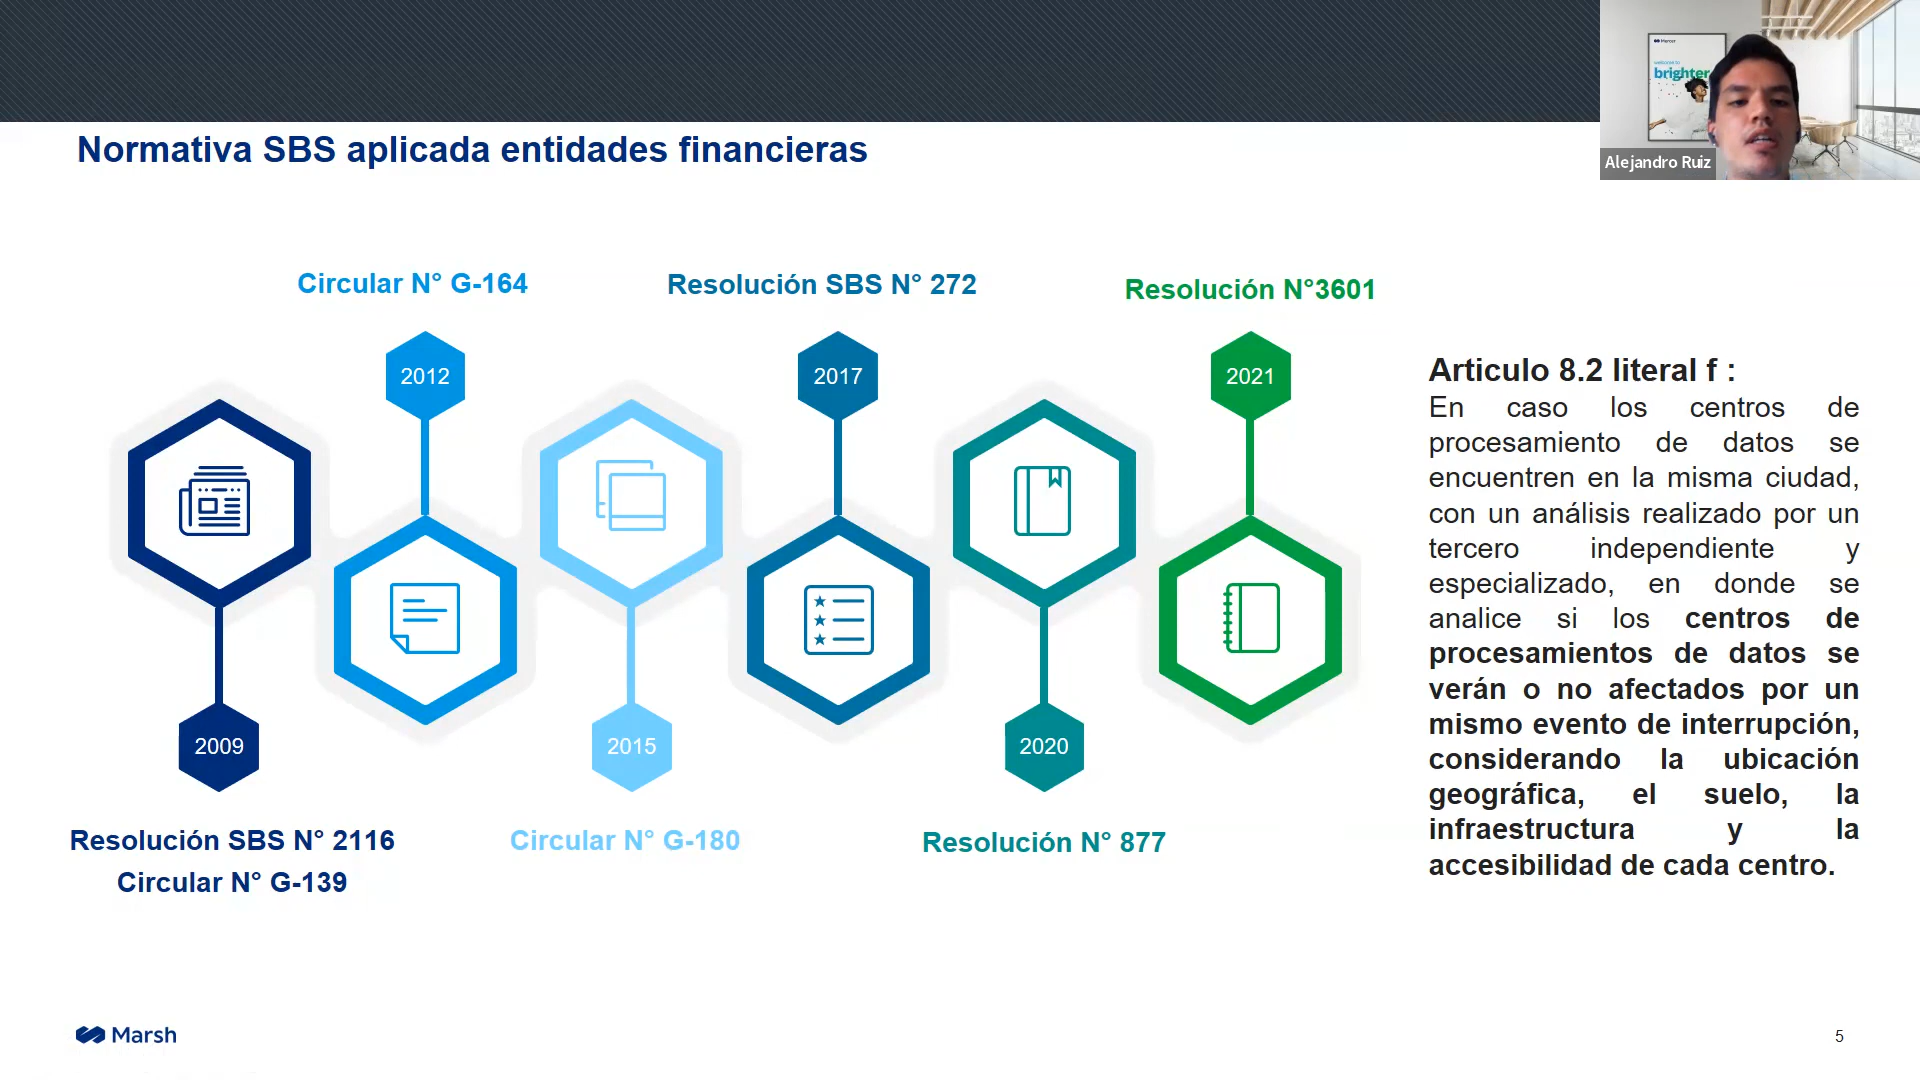 Mercer
welcome to
brighter
Alejandro Ruiz
Normativa SBS aplicada entidades financieras
Circular N° G-164
Resolución SBS N° 272
Resolución N°3601
2012
2017
2021
2009
2015
2020
Resolución SBS N° 2116
Circular N° G-139
Circular N° G-180
Resolución N° 877
Articulo 8.2 literal f :
En caso los centros de
procesamiento de datos se
encuentren en la misma ciudad,
con un análisis realizado por un
tercero independiente y
especializado, en donde se
analice si los centros de
procesamientos de datos se
verán o no afectados por un
mismo evento de interrupción,
considerando la ubicación
geográfica, el suelo, la
infraestructura y la
accesibilidad de cada centro.
Marsh
5